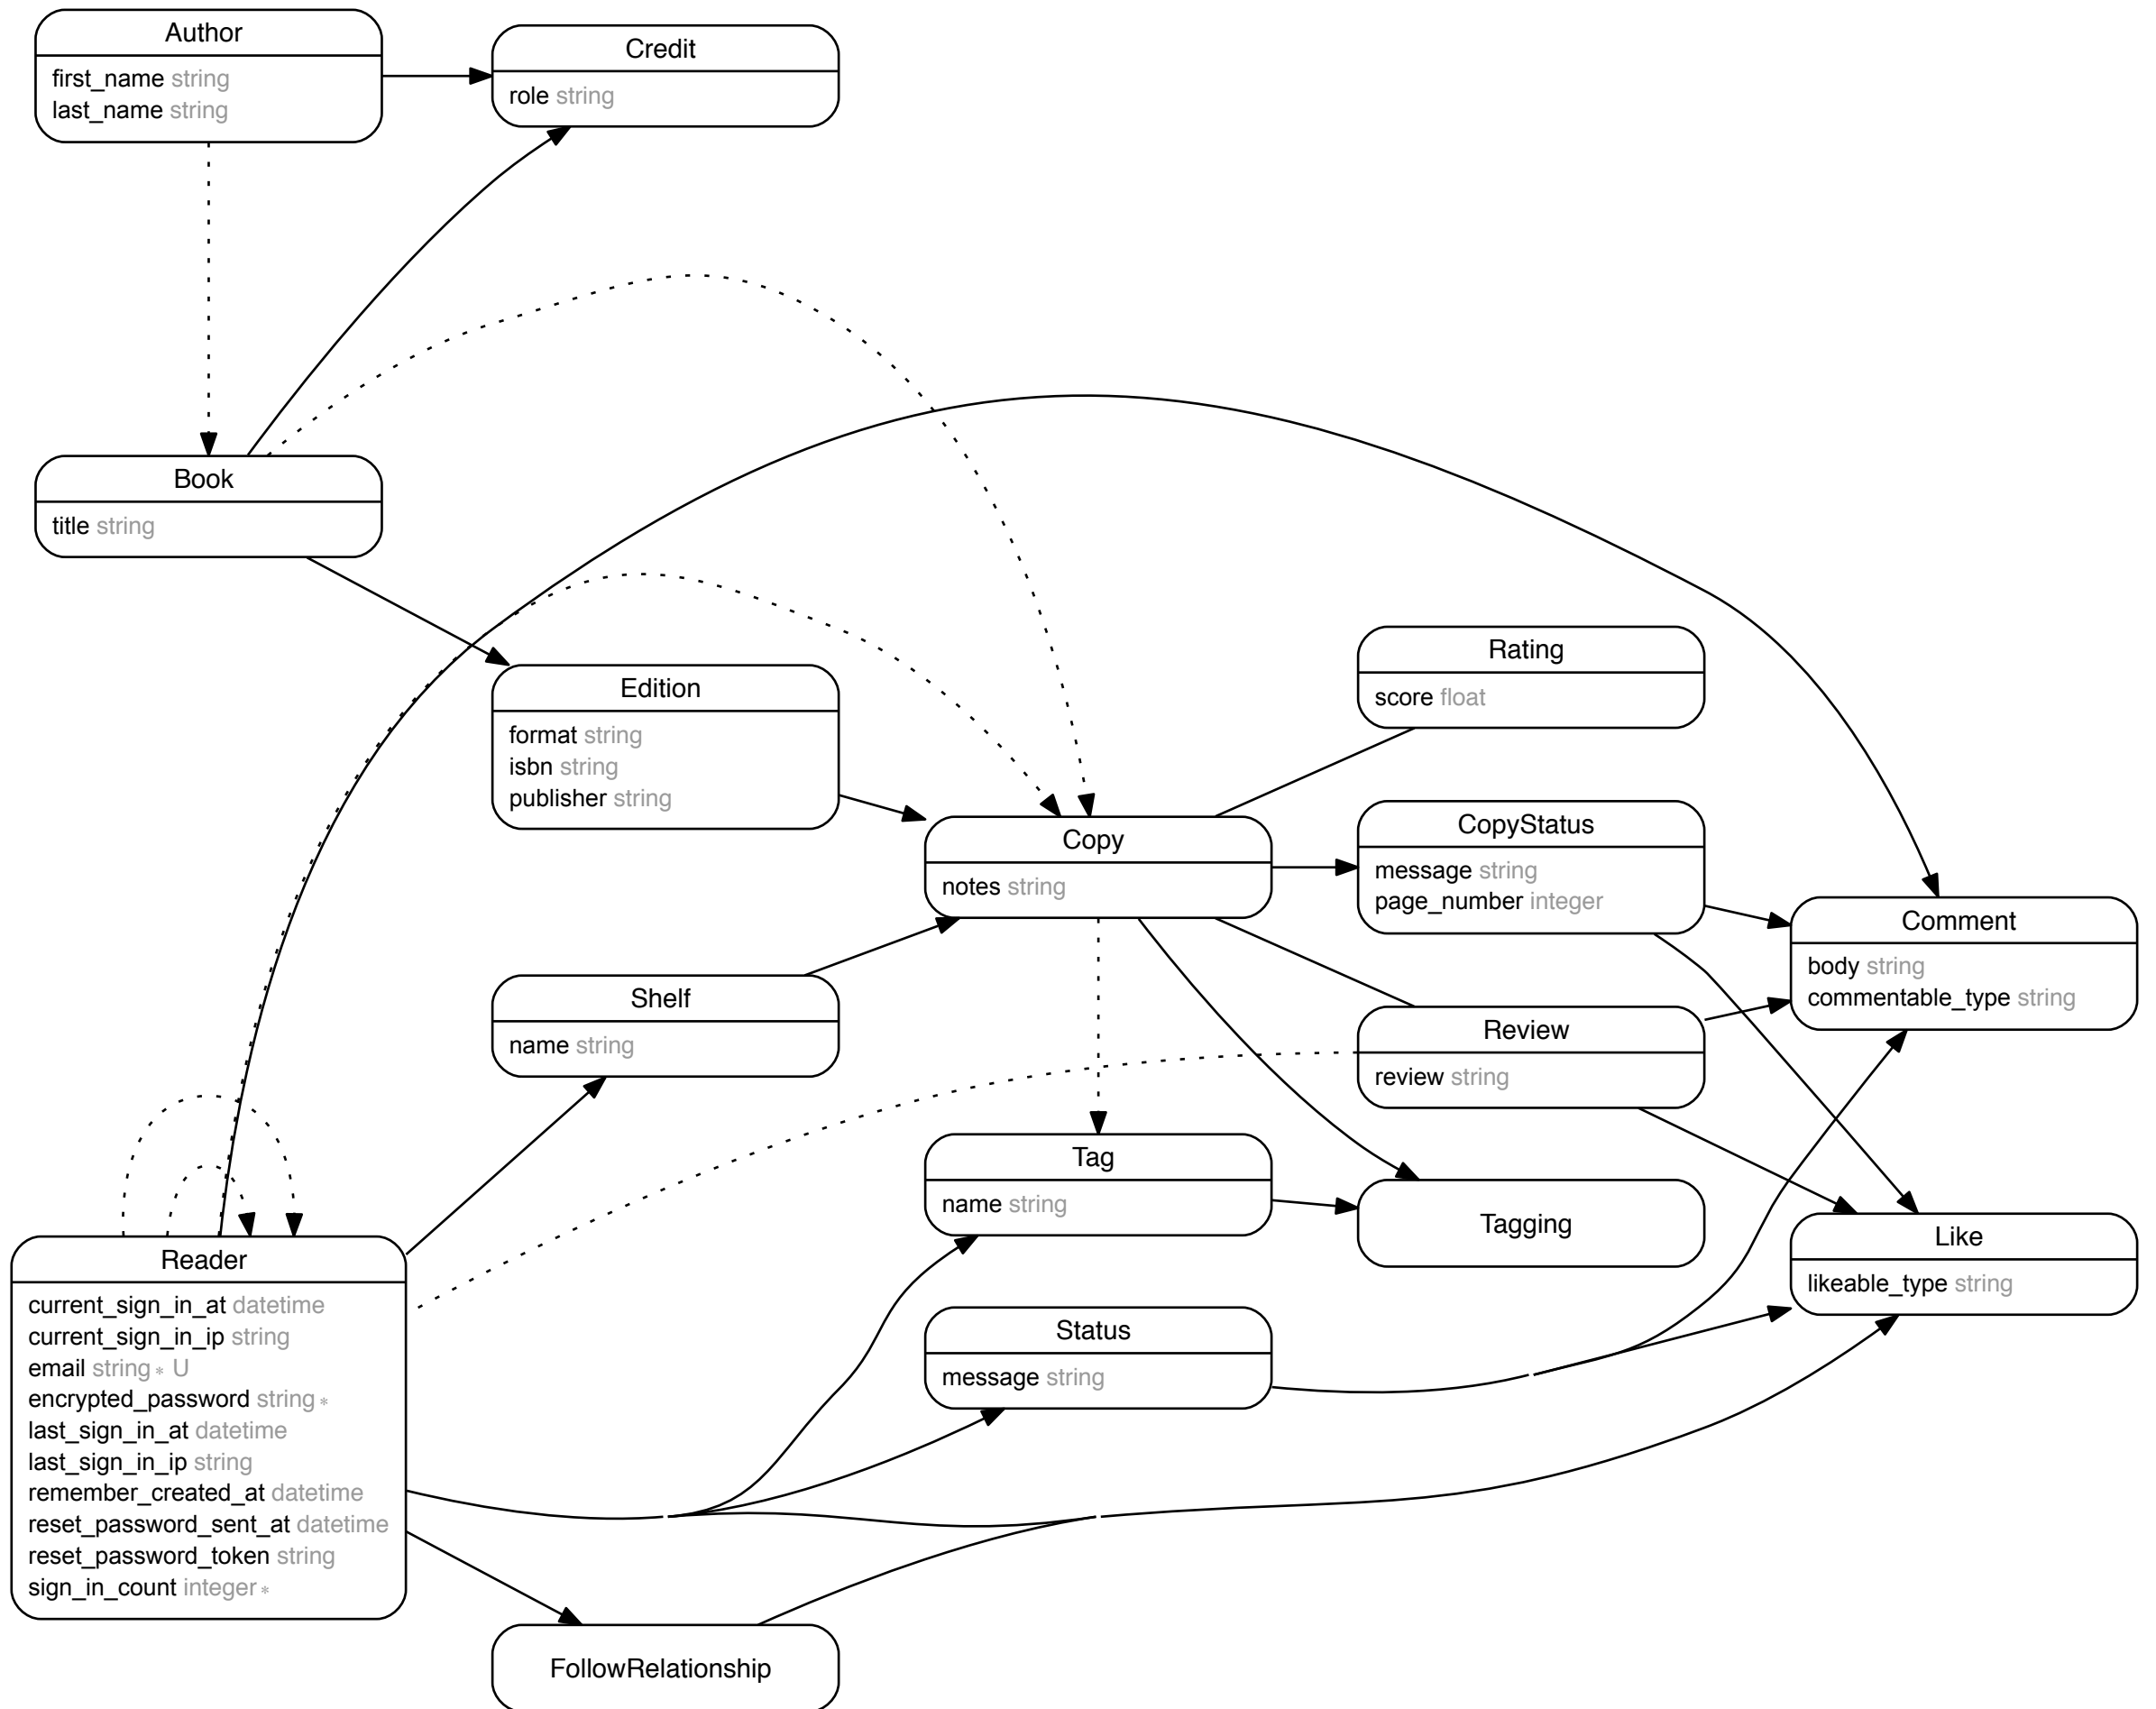 Author
first_name string
last_name string
Credit
role string
Book
title string
Edition
format string
isbn string
publisher string
Rating
score float
Copy
notes string
CopyStatus
message string
page_number integer
Comment
body string
commentable_type string
Shelf
name string
Review
review string
Tag
name string
Tagging
Like
likeable_type string
Reader
current_sign_in_at datetime
current_sign_in_ip string
email string* U
encrypted_password string*
last_sign_in_at datetime
last_sign_in_ip string
remember_created_at datetime
reset_password_sent_at datetime
reset_password_token string
sign_in_count integer*
Status
message string
FollowRelationship